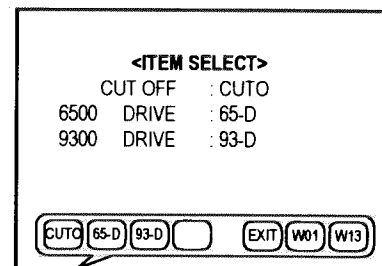 <ITEM SELECT>
CUT OFF : CUTO
6500 DRIVE : 65-D
9300 DRIVE : 93-D
CUTO 65-D 93-D EXIT W01 W13